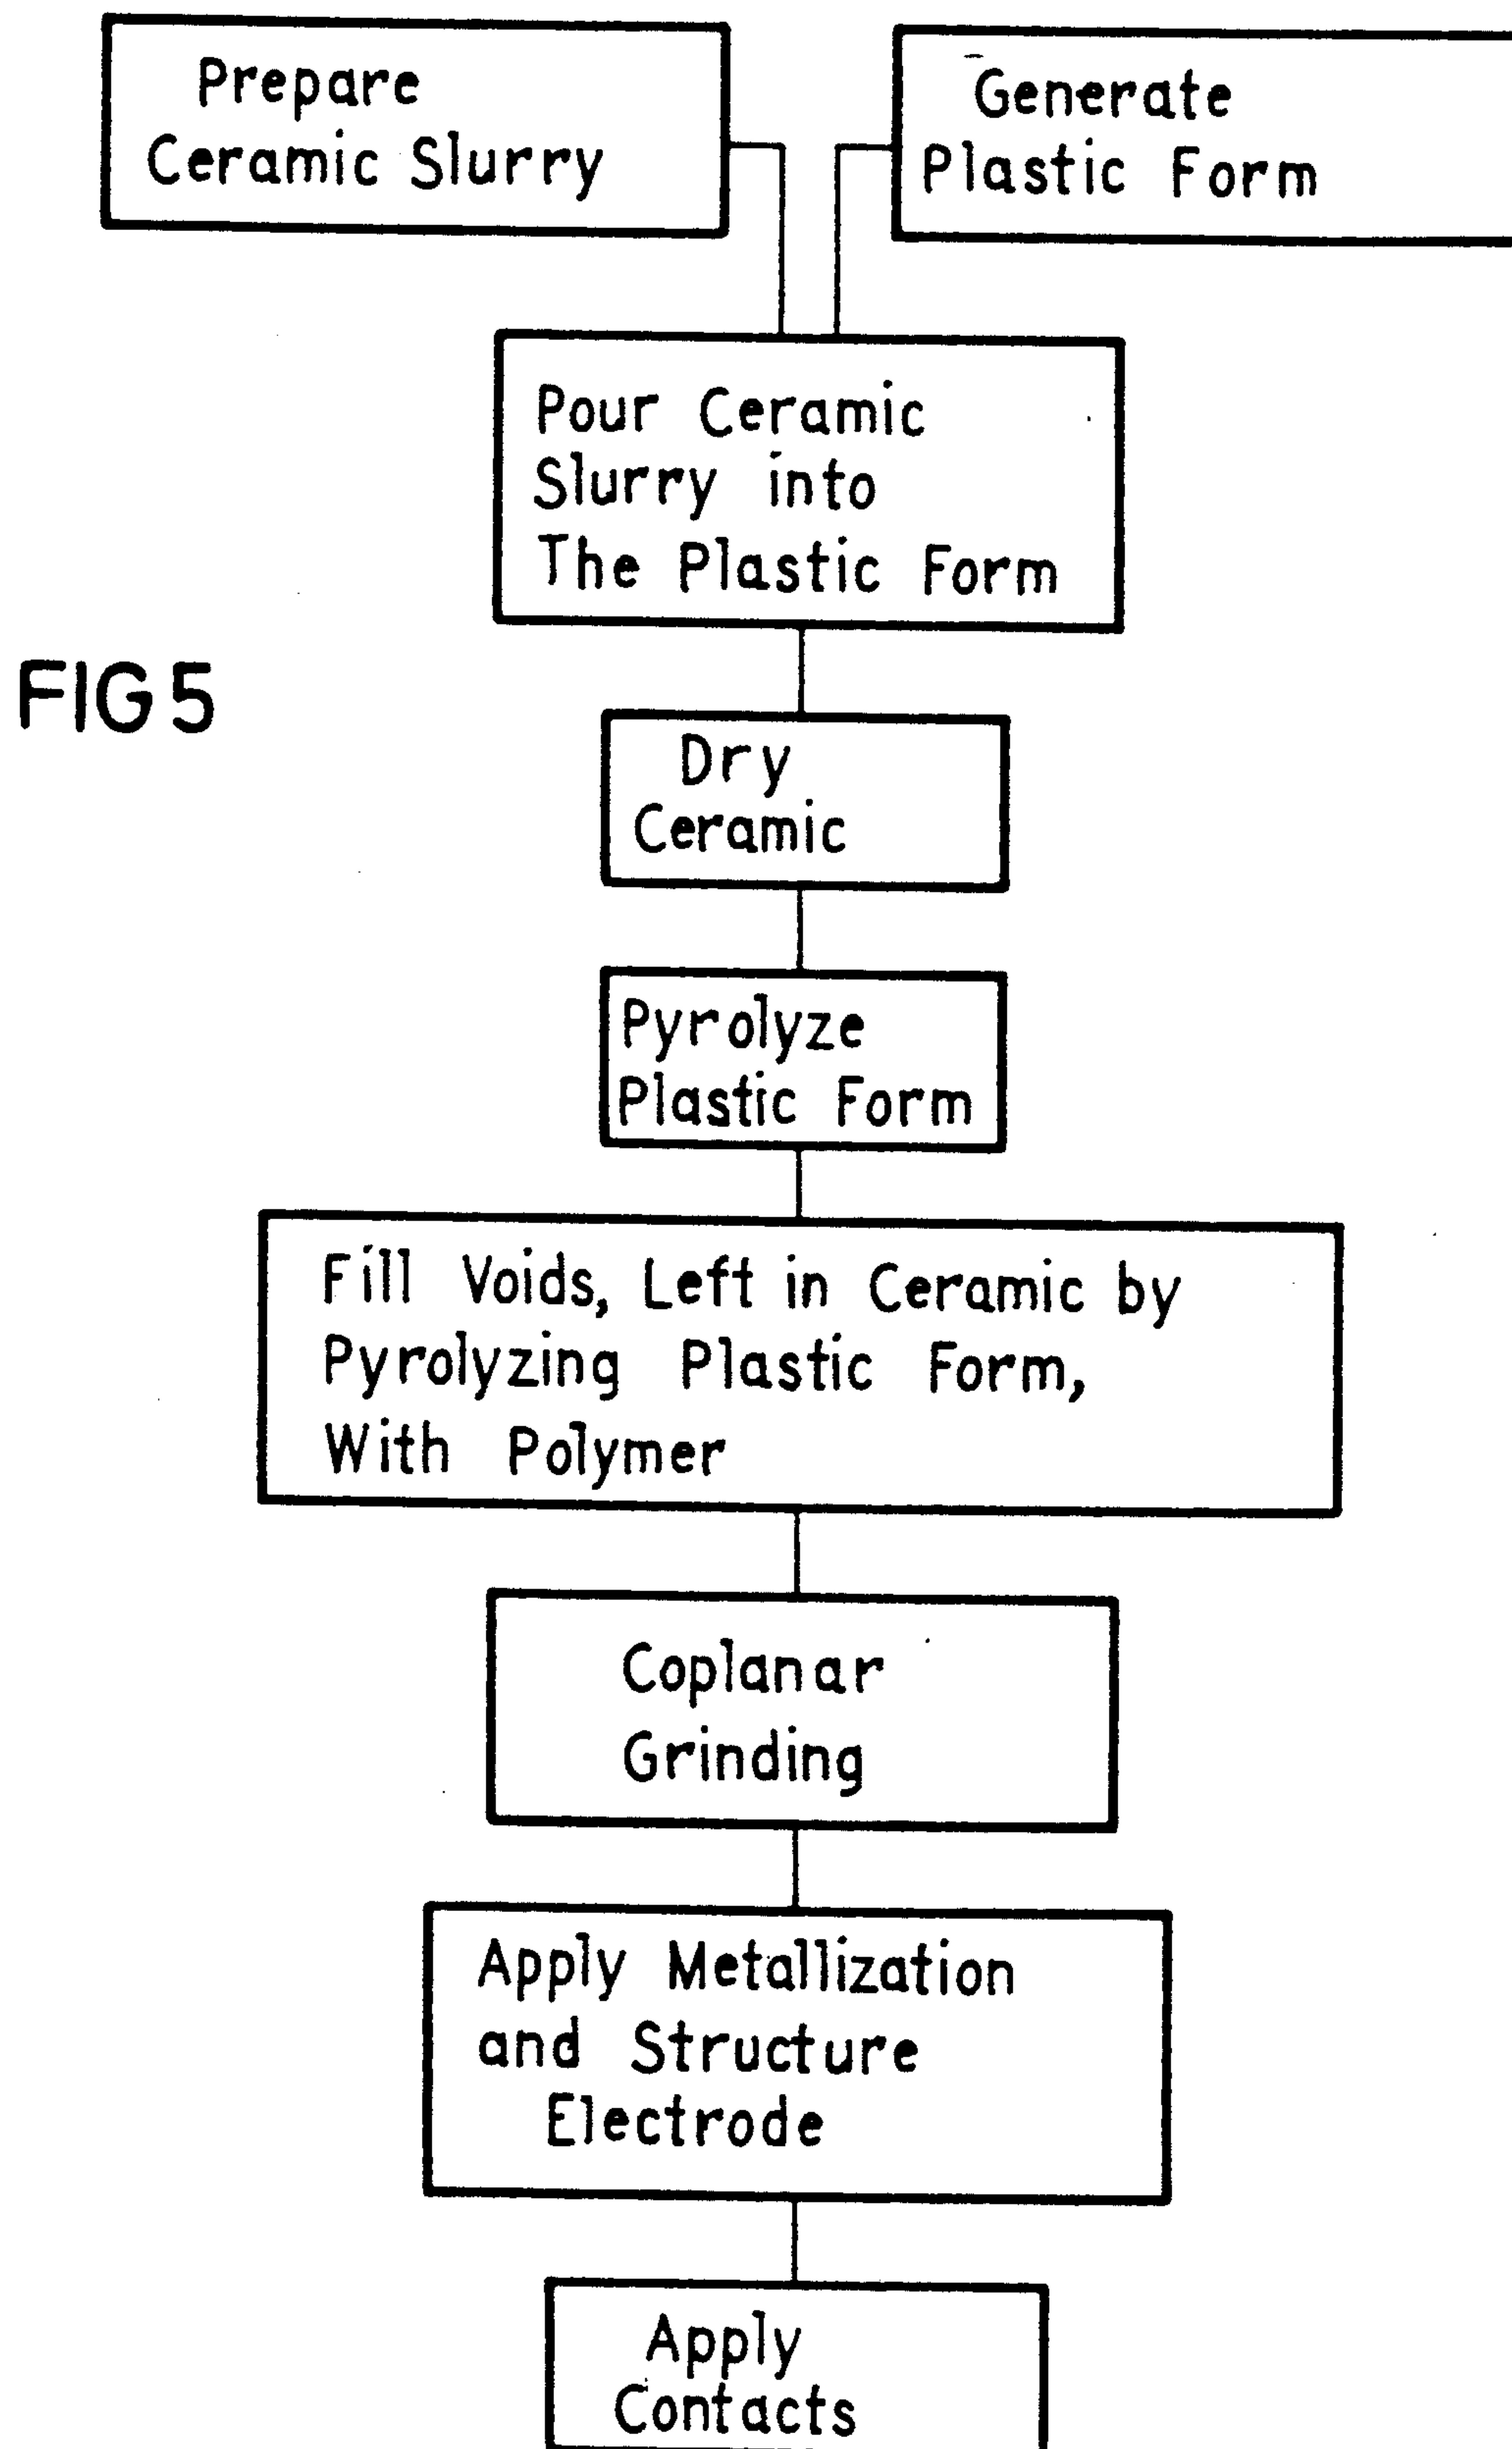 Prepare
Ceramic Slurry
Generate
Plastic Form
Pour Ceramic
Slurry into
The Plastic Form
FIG 5
Dry
Ceramic
Pyrolyze
Plastic Form
Fill Voids, Left in Ceramic by
Pyrolyzing Plastic Form,
With Polymer
Coplanar
Grinding
Apply Metallization
and Structure
Electrode
Apply
Contacts